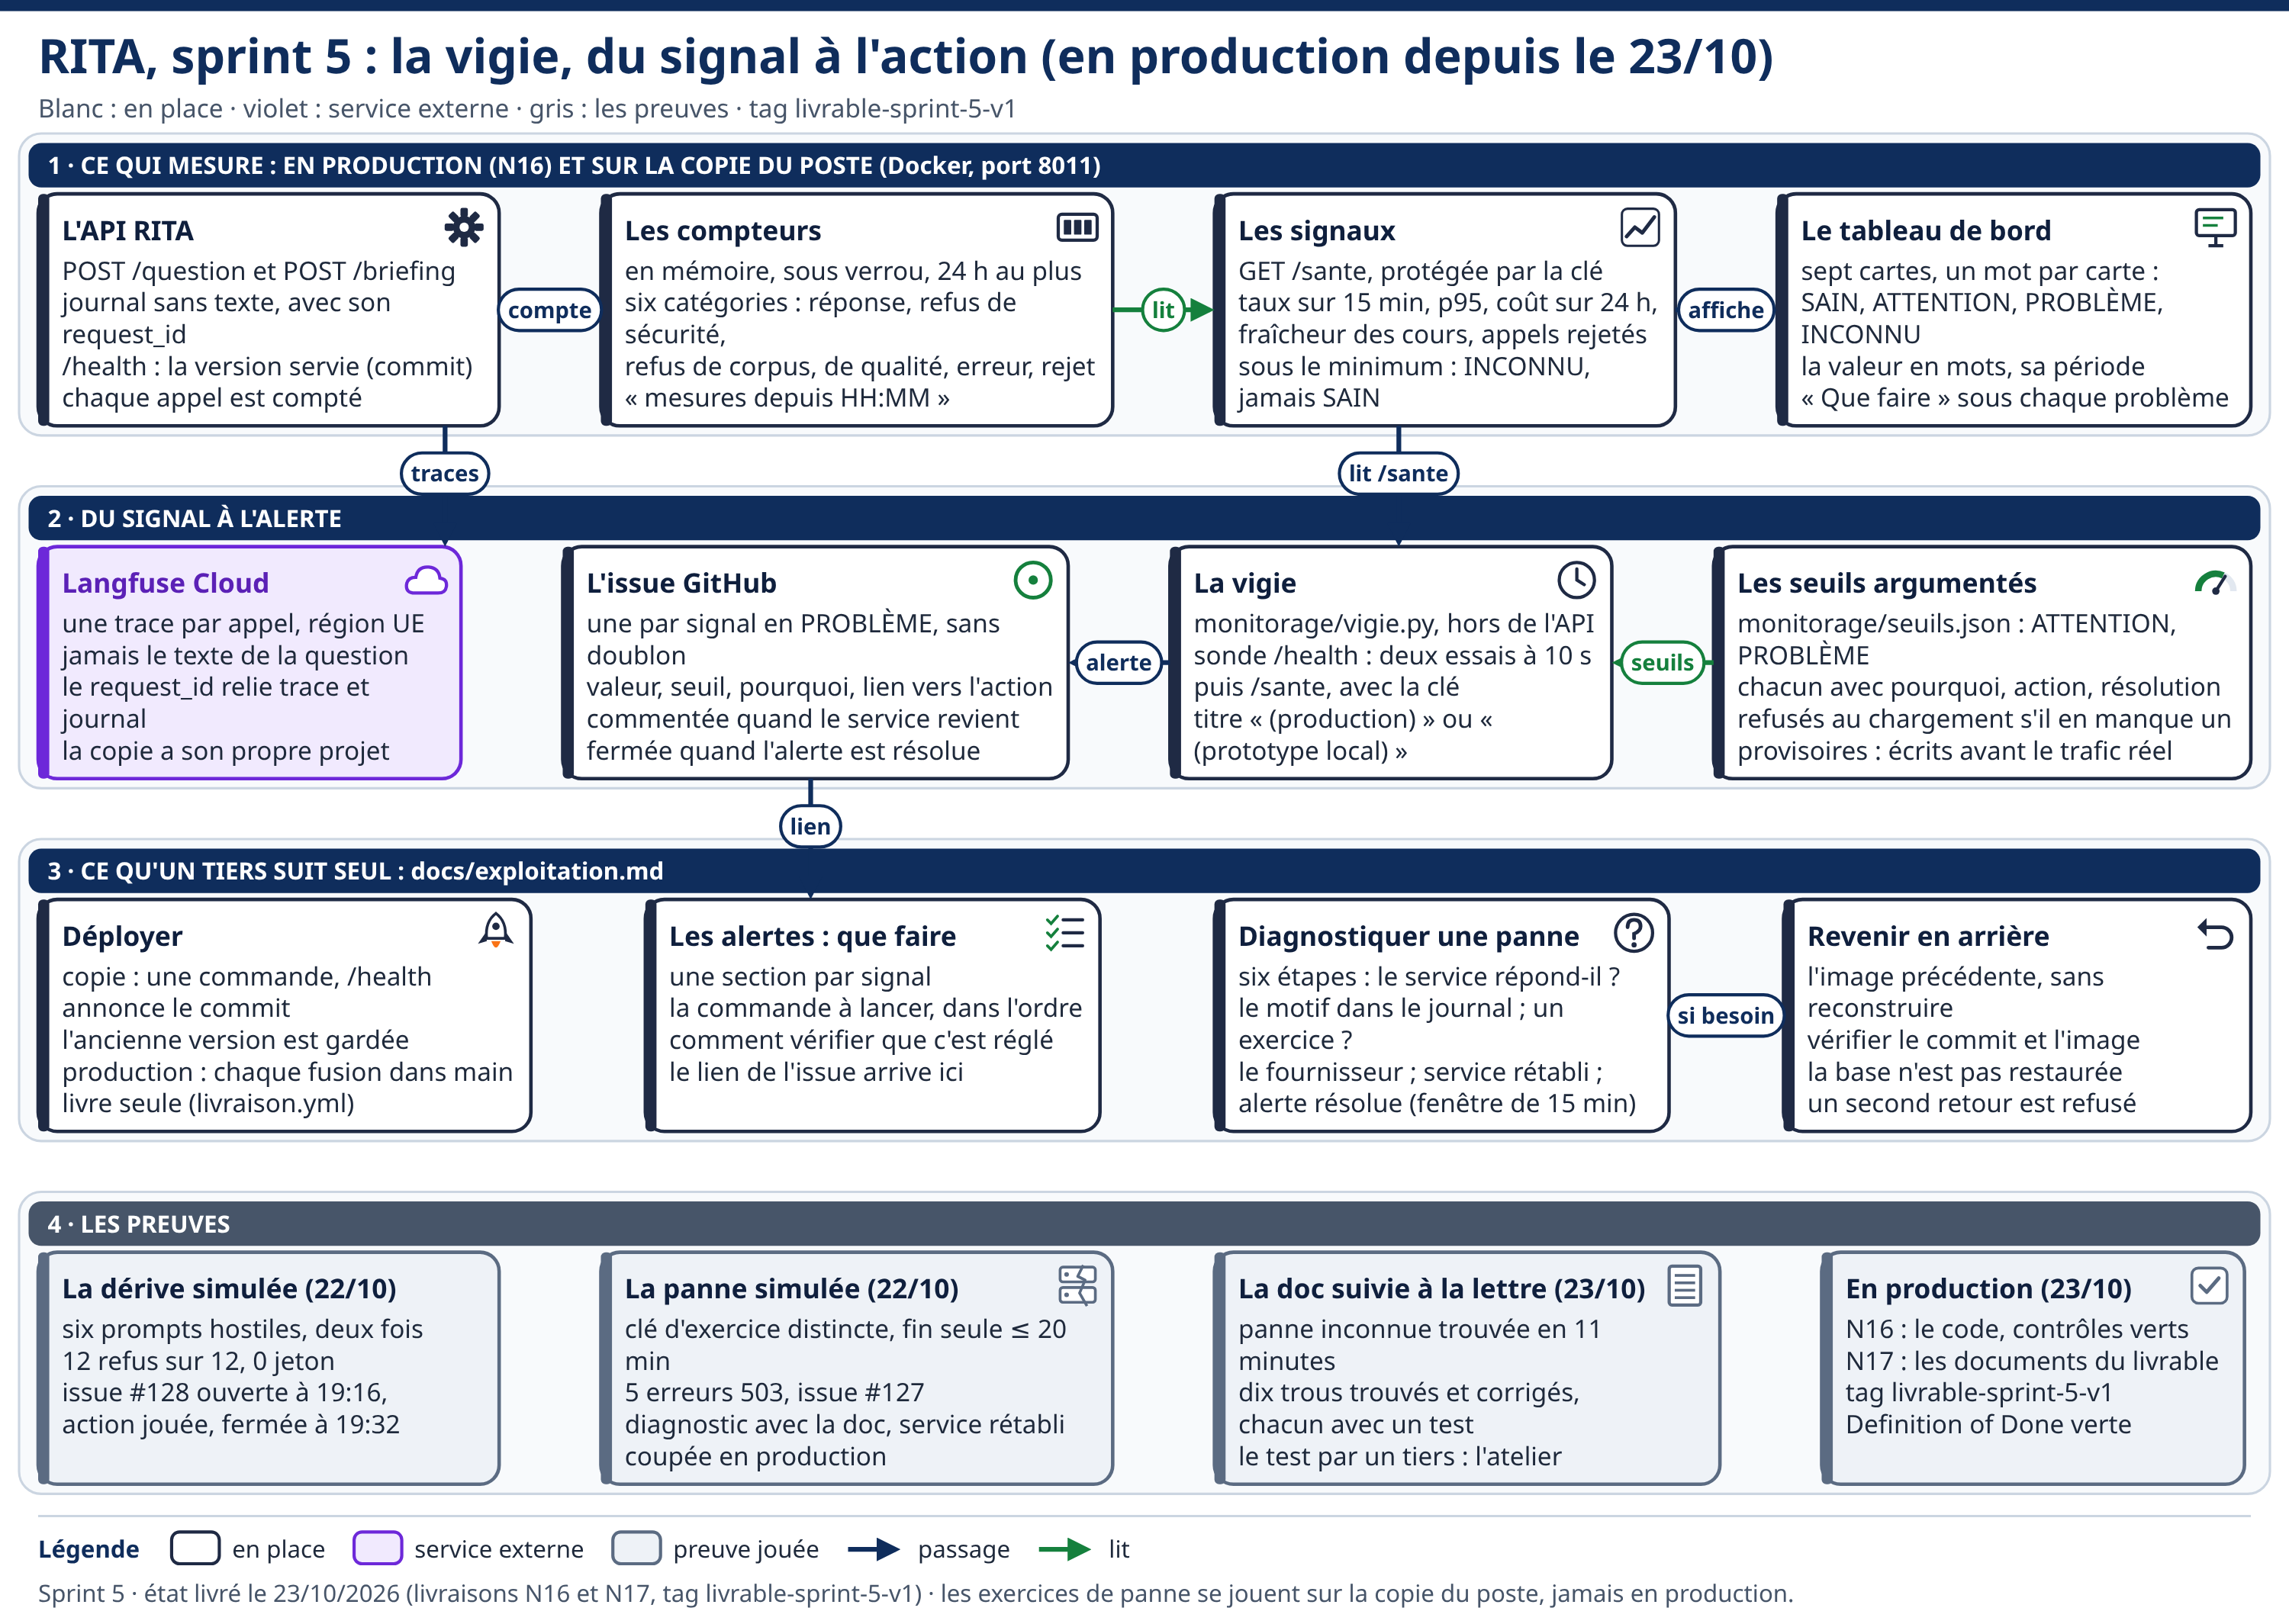 RITA, sprint 5 : la vigie, du signal à l'action (en production depuis le 23/10)
Blanc : en place · violet : service externe · gris : les preuves · tag livrable-sprint-5-v1
1 · CE QUI MESURE : EN PRODUCTION (N16) ET SUR LA COPIE DU POSTE (Docker, port 8011)
L'API RITA
POST /question et POST /briefing
journal sans texte, avec son
request_id
/health : la version servie (commit)
chaque appel est compté
compte
Les compteurs
en mémoire, sous verrou, 24 h au plus
six catégories : réponse, refus de
sécurité,
refus de corpus, de qualité, erreur, rejet
« mesures depuis HH:MM »
lit
Les signaux
GET /sante, protégée par la clé
taux sur 15 min, p95, coût sur 24 h,
fraîcheur des cours, appels rejetés
sous le minimum : INCONNU,
jamais SAIN
affiche
Le tableau de bord
sept cartes, un mot par carte :
SAIN, ATTENTION, PROBLÈME,
INCONNU
la valeur en mots, sa période
« Que faire » sous chaque problème
traces
lit /sante
2 · DU SIGNAL À L'ALERTE
Langfuse Cloud
une trace par appel, région UE
jamais le texte de la question
le request_id relie trace et
journal
la copie a son propre projet
L'issue GitHub
une par signal en PROBLÈME, sans
doublon
valeur, seuil, pourquoi, lien vers l'action
commentée quand le service revient
fermée quand l'alerte est résolue
alerte
La vigie
monitorage/vigie.py, hors de l'API
sonde /health : deux essais à 10 s
puis /sante, avec la clé
titre « (production) » ou «
(prototype local) »
seuils
Les seuils argumentés
monitorage/seuils.json : ATTENTION,
PROBLÈME
chacun avec pourquoi, action, résolution
refusés au chargement s'il en manque un
provisoires : écrits avant le trafic réel
lien
3 · CE QU'UN TIERS SUIT SEUL : docs/exploitation.md
Déployer
copie : une commande, /health
annonce le commit
l'ancienne version est gardée
production : chaque fusion dans main
livre seule (livraison.yml)
Les alertes : que faire
une section par signal
la commande à lancer, dans l'ordre
comment vérifier que c'est réglé
le lien de l'issue arrive ici
Diagnostiquer une panne
six étapes : le service répond-il ?
le motif dans le journal ; un
exercice ?
le fournisseur ; service rétabli ;
alerte résolue (fenêtre de 15 min)
si besoin
Revenir en arrière
l'image précédente, sans
reconstruire
vérifier le commit et l'image
la base n'est pas restaurée
un second retour est refusé
4 · LES PREUVES
La dérive simulée (22/10)
six prompts hostiles, deux fois
12 refus sur 12, 0 jeton
issue #128 ouverte à 19:16,
action jouée, fermée à 19:32
La panne simulée (22/10)
clé d'exercice distincte, fin seule ≤ 20
min
5 erreurs 503, issue #127
diagnostic avec la doc, service rétabli
coupée en production
La doc suivie à la lettre (23/10)
panne inconnue trouvée en 11
minutes
dix trous trouvés et corrigés,
chacun avec un test
le test par un tiers : l'atelier
En production (23/10)
N16 : le code, contrôles verts
N17 : les documents du livrable
tag livrable-sprint-5-v1
Definition of Done verte
Légende
en place
service externe
preuve jouée
passage
lit
Sprint 5 · état livré le 23/10/2026 (livraisons N16 et N17, tag livrable-sprint-5-v1) · les exercices de panne se jouent sur la copie du poste, jamais en production.